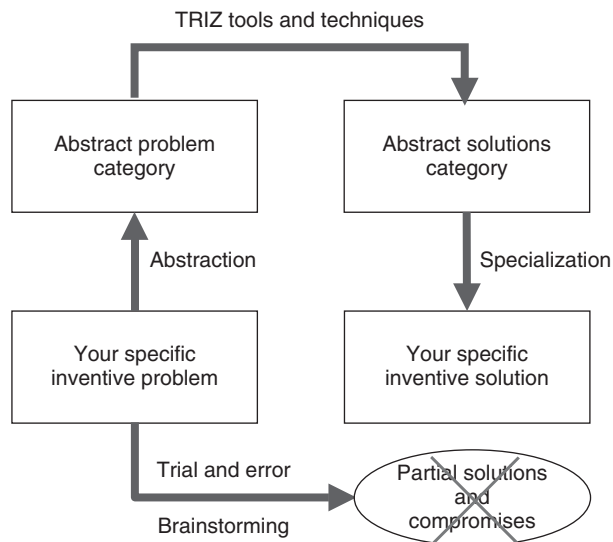 TRIZ tools and techniques
Abstract problem
category
Abstract solutions
category
Abstraction
Specialization
Your specific
inventive problem
Your specific
inventive solution
Trial and error
Brainstorming
Partial solutions
and
compromises